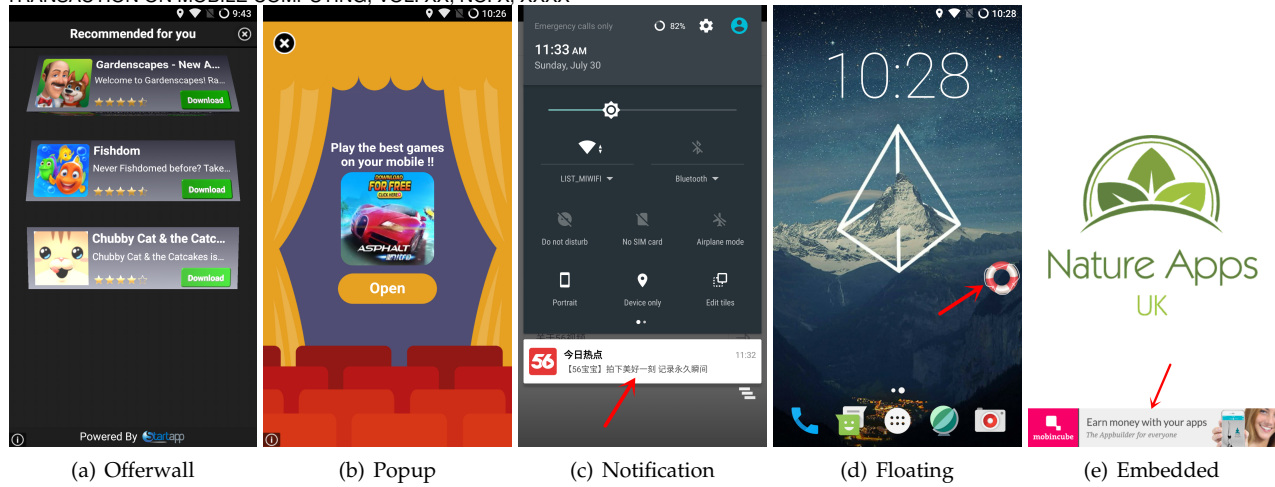 TRANSACTION ON MOBILE COMPUTING, VOL. XX, NO. X, XXXX
9:43
Recommended for you
Gardenscapes - New A...
Welcome to Gardenscapes! Ra...
Download
Fishdom
Never Fishdomed before? Take...
Download
Chubby Cat & the Catc...
Chubby Cat & the Catcakes is...
Download
Powered By Startapp
10:26
Play the best games
on your mobile !!
DOWNLOAD
FOR FREE
CLICK HERE!
ASPHALT
NITRO
Open
Emergency calls only
82%
11:33 AM
Sunday, July 30
LIST_MIWIFI
Bluetooth
Do not disturb
No SIM card
Airplane mode
Portrait
Device only
Edit tiles
56
今日热点
11:32
【56宝宝】拍下美好一刻 记录永久瞬间
10:28
10:28
Nature Apps
UK
mobincube
Earn money with your apps
The Appbuilder for everyone
(a) Offerwall
(b) Popup
(c) Notification
(d) Floating
(e) Embedded